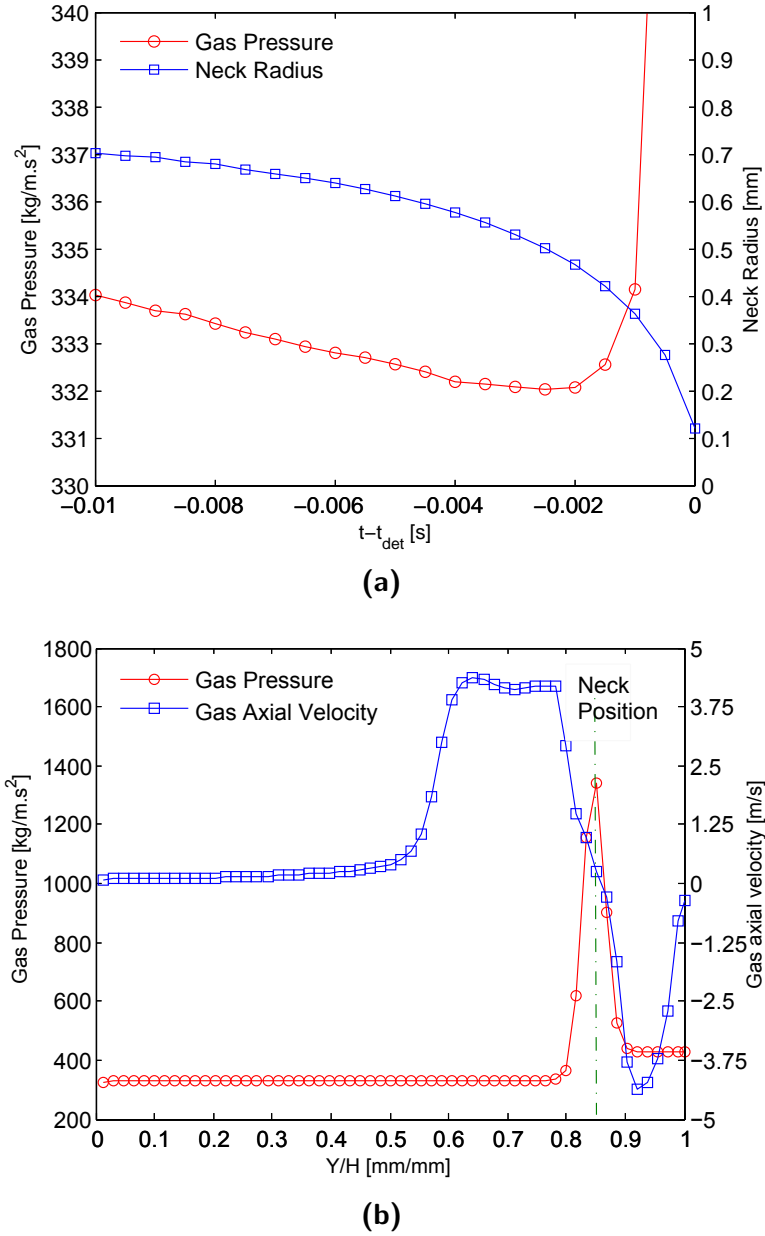 340
339
338
337
336
335
334
333
332
331
330
Gas Pressure [kg/m.s²]
Gas Pressure
Neck Radius
1
0.9
0.8
0.7
0.6
0.5
0.4
0.3
0.2
0.1
0
Neck Radius [mm]
−0.01 −0.008 −0.006 −0.004 −0.002 0
t−t_det [s]
(a)
1800
1600
1400
1200
1000
800
600
400
200
Gas Pressure [kg/m.s²]
Gas Pressure
Gas Axial Velocity
Neck
Position
5
3.75
2.5
1.25
0
-1.25
-2.5
-3.75
-5
Gas axial velocity [m/s]
0 0.1 0.2 0.3 0.4 0.5 0.6 0.7 0.8 0.9 1
Y/H [mm/mm]
(b)